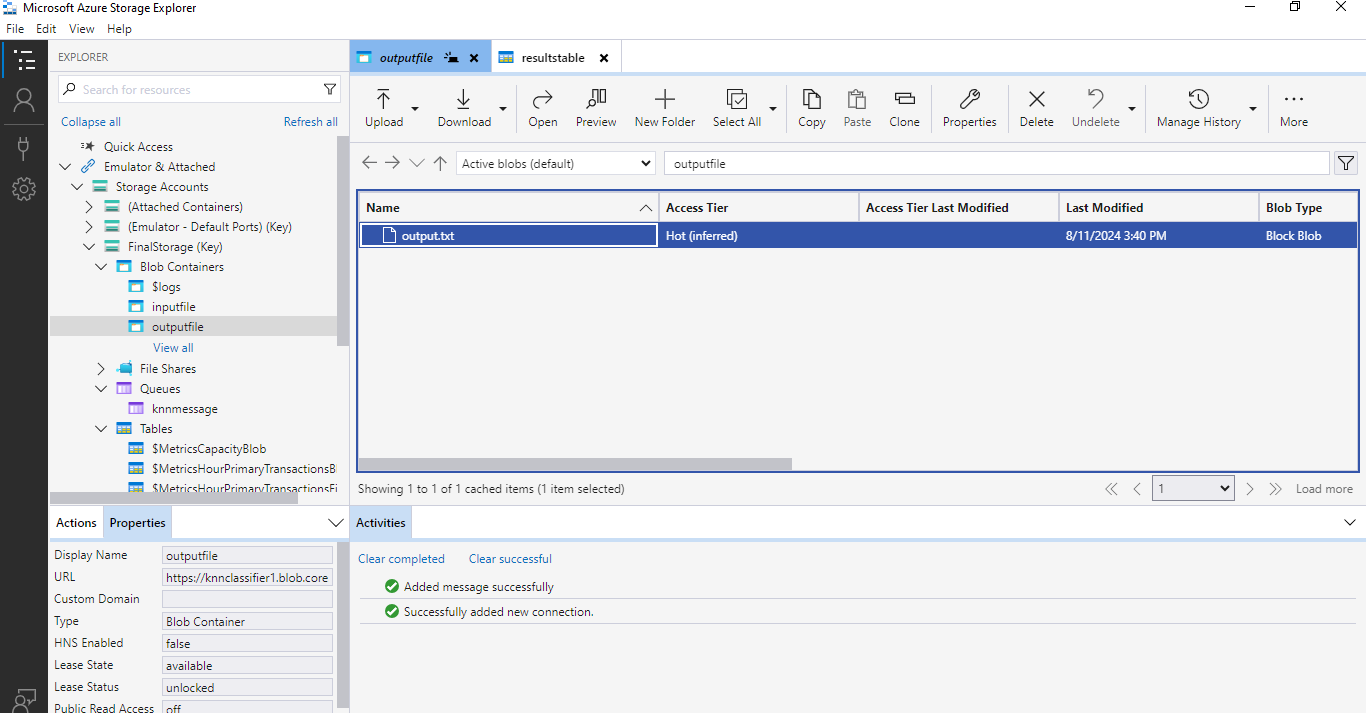 Microsoft Azure Storage Explorer
File Edit View Help
EXPLORER
Search for resources
Collapse all Refresh all
Quick Access
Emulator & Attached
Storage Accounts
(Attached Containers)
(Emulator - Default Ports) (Key)
FinalStorage (Key)
Blob Containers
$logs
inputfile
outputfile
View all
File Shares
Queues
knnmessage
Tables
$MetricsCapacityBlob
$MetricsHourPrimaryTransactionsBl
$MetricsHourPrimaryTransactionsFi
Actions Properties
Display Name outputfile
URL https://knnclassifier1.blob.core
Custom Domain
Type Blob Container
HNS Enabled false
Lease State available
Lease Status unlocked
Public Read Access off
outputfile resultstable
Upload Download Open Preview New Folder Select All Copy Paste Clone Properties Delete Undelete Manage History More
Active blobs (default) outputfile
Name Access Tier Access Tier Last Modified Last Modified Blob Type
output.txt Hot (inferred) 8/11/2024 3:40 PM Block Blob
Showing 1 to 1 of 1 cached items (1 item selected) 1 Load more
Activities
Clear completed Clear successful
Added message successfully
Successfully added new connection.